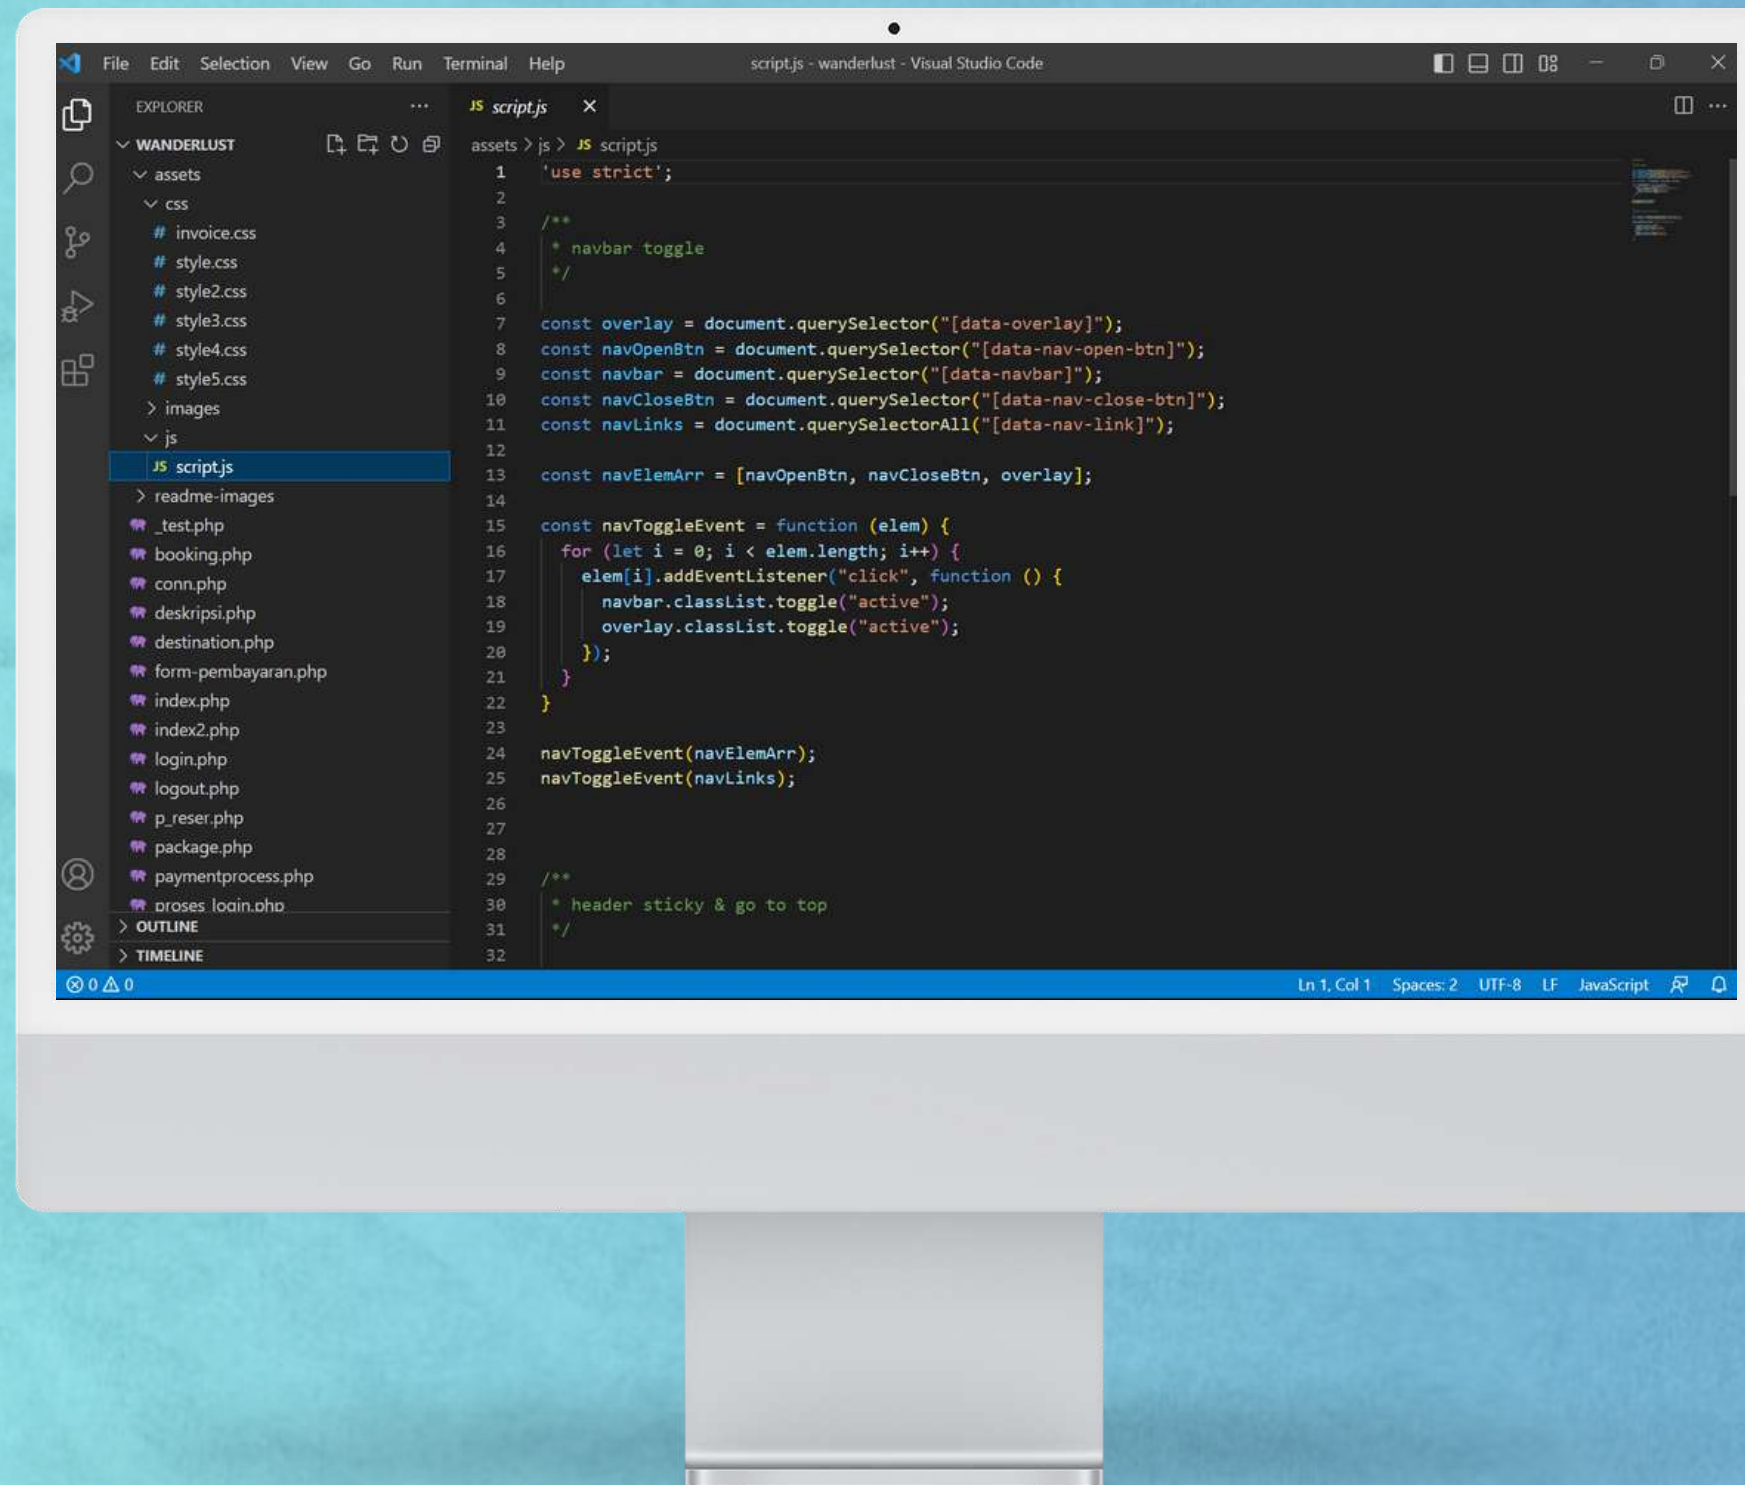 File Edit Selection View Go Run Terminal Help script.js - wanderlust - Visual Studio Code
EXPLORER
WANDERLUST
assets
css
# invoice.css
# style.css
# style2.css
# style3.css
# style4.css
# style5.css
images
js
JS script.js
readme-images
_test.php
booking.php
conn.php
deskripsi.php
destination.php
form-pembayaran.php
index.php
index2.php
login.php
logout.php
p_reser.php
package.php
paymentprocess.php
proses_login.php
OUTLINE
TIMELINE
JS script.js
assets > js > JS script.js
1 'use strict';
2
3 /**
4 * navbar toggle
5 */
6
7 const overlay = document.querySelector("[data-overlay]");
8 const navOpenBtn = document.querySelector("[data-nav-open-btn]");
9 const navbar = document.querySelector("[data-navbar]");
10 const navCloseBtn = document.querySelector("[data-nav-close-btn]");
11 const navLinks = document.querySelectorAll("[data-nav-link]");
12
13 const navElemArr = [navOpenBtn, navCloseBtn, overlay];
14
15 const navToggleEvent = function (elem) {
16 for (let i = 0; i < elem.length; i++) {
17 elem[i].addEventListener("click", function () {
18 navbar.classList.toggle("active");
19 overlay.classList.toggle("active");
20 });
21 }
22 }
23
24 navToggleEvent(navElemArr);
25 navToggleEvent(navLinks);
26
27
28
29 /**
30 * header sticky & go to top
31 */
32
0 0 Ln 1, Col 1 Spaces: 2 UTF-8 LF JavaScript